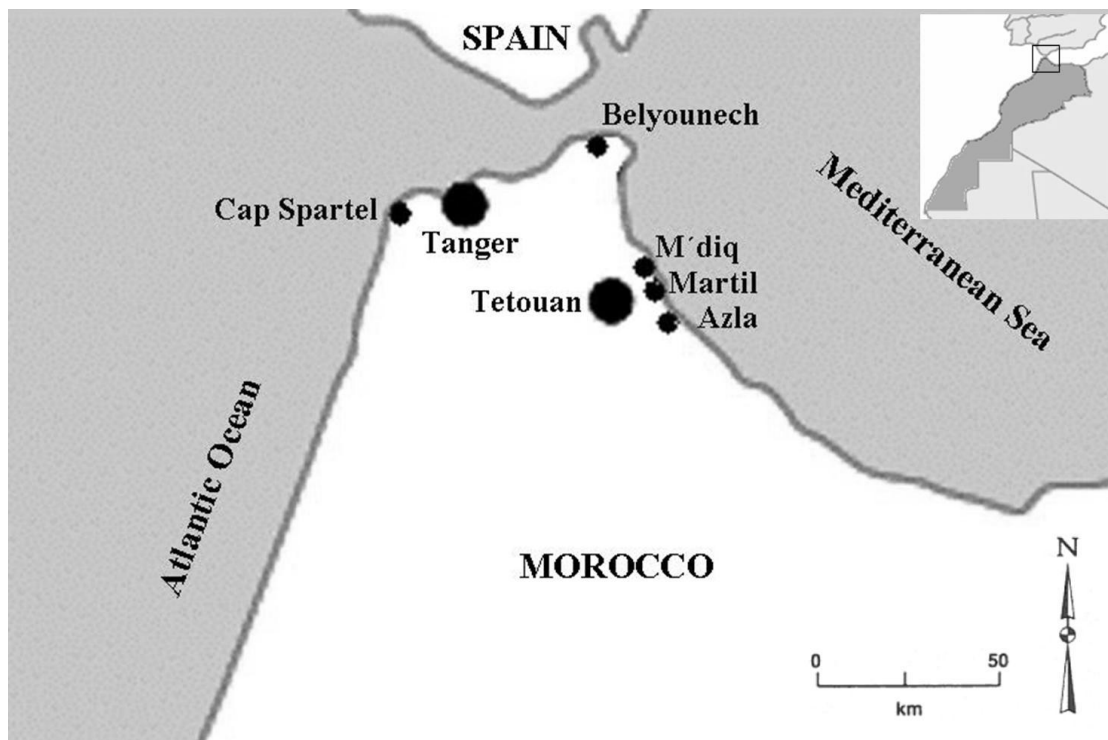 SPAIN
Belyounech
Cap Spartel
Tanger
M´diq
Martil
Tetouan
Azla
Mediterranean Sea
Atlantic Ocean
MOROCCO
N
0 50
km